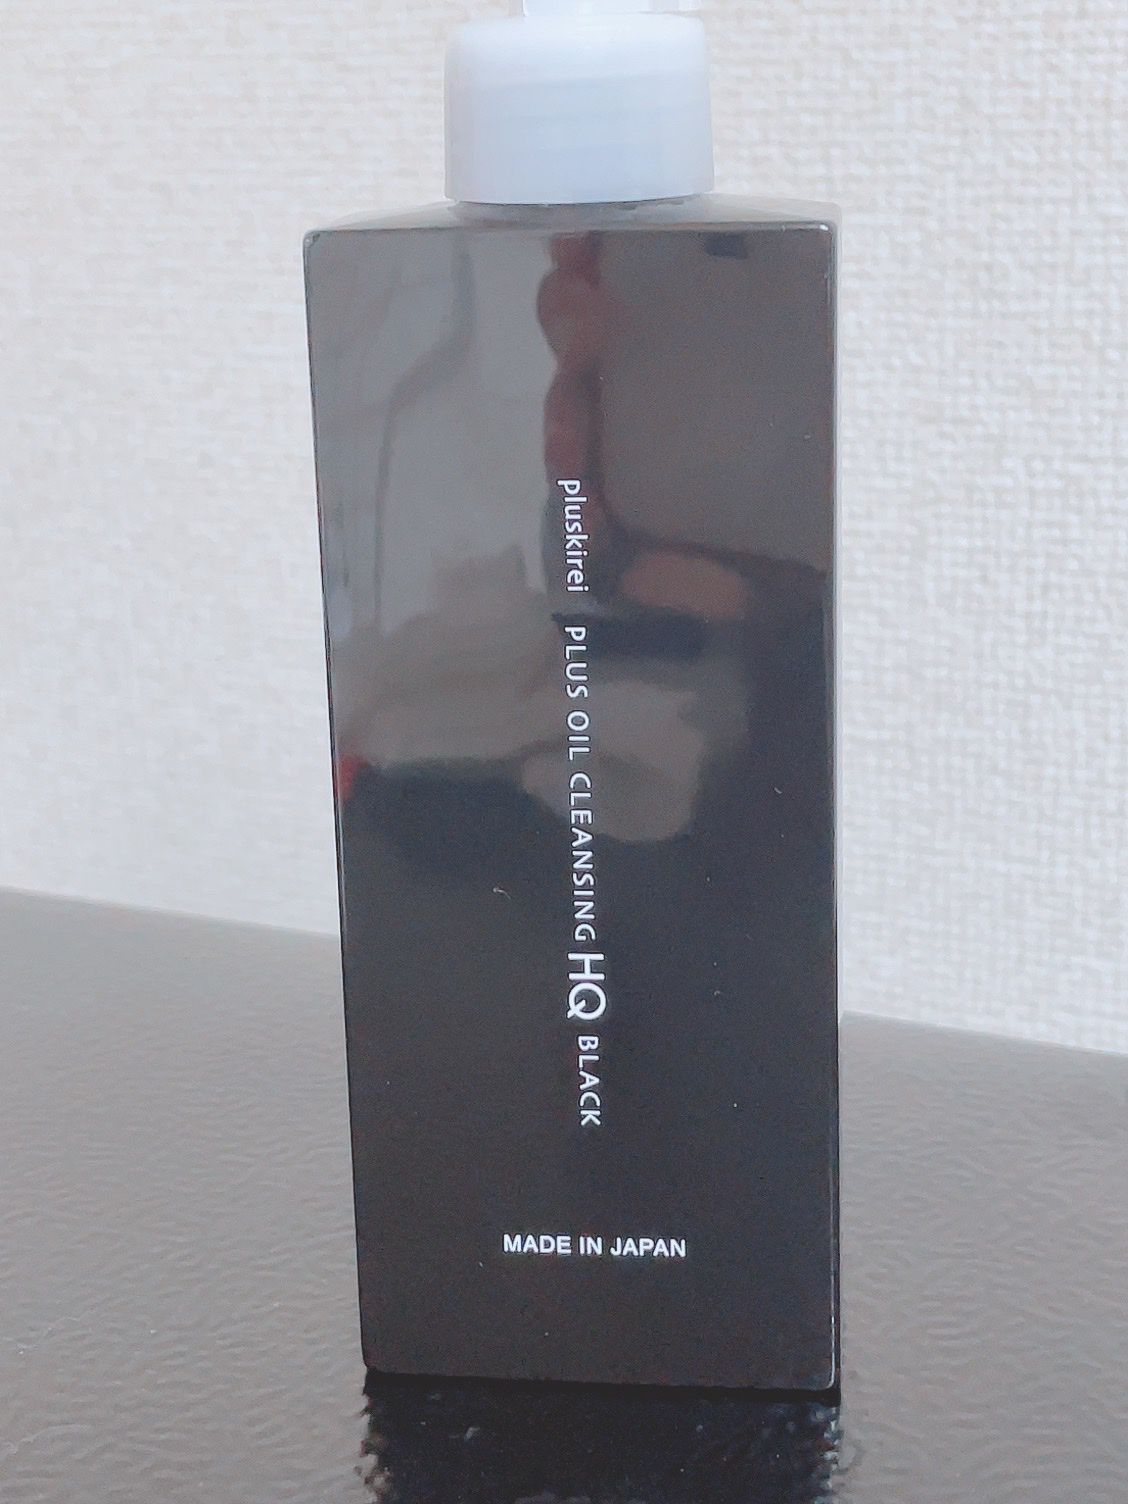 pluskirei PLUS OIL CLEANSING HQ BLACK
MADE IN JAPAN